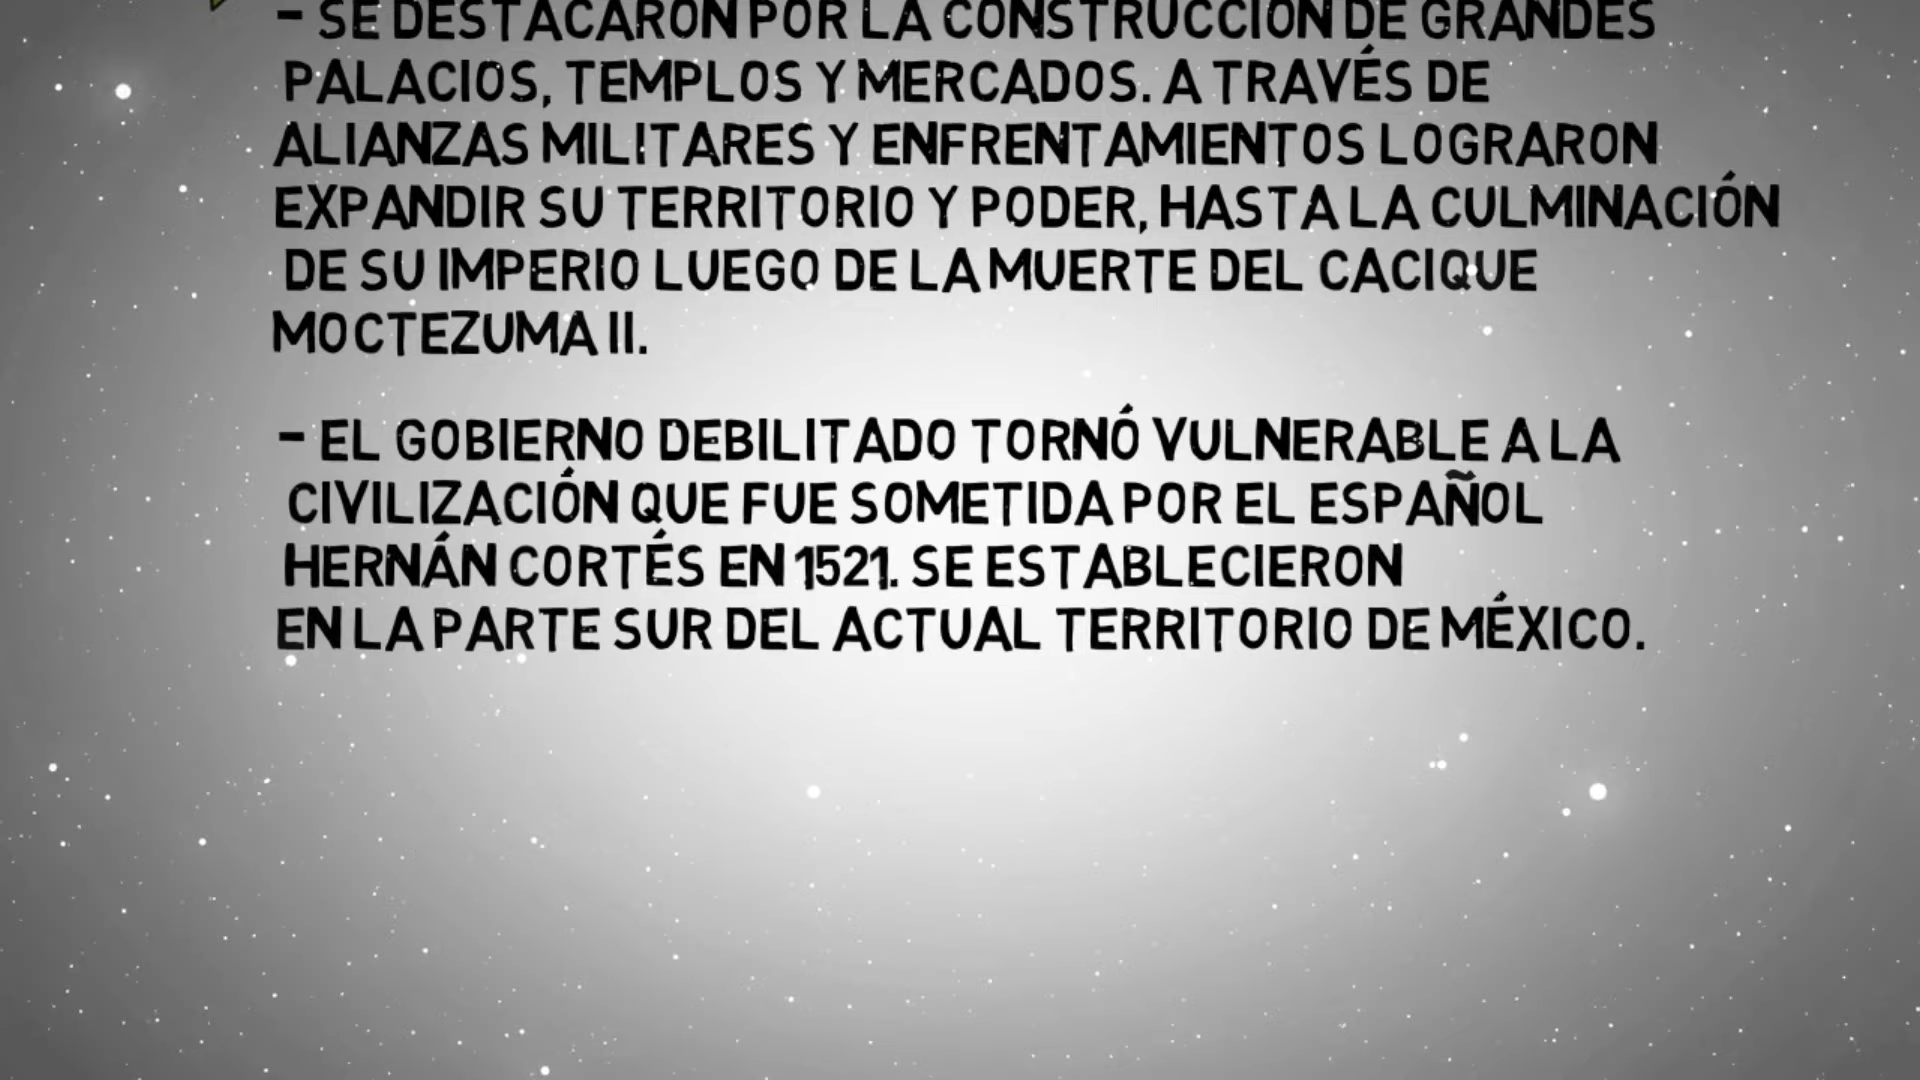 - SE DESTACARON POR LA CONSTRUCCIÓN DE GRANDES
PALACIOS, TEMPLOS Y MERCADOS. A TRAVÉS DE
ALIANZAS MILITARES Y ENFRENTAMIENTOS LOGRARON
EXPANDIR SU TERRITORIO Y PODER, HASTA LA CULMINACIÓN
DE SU IMPERIO LUEGO DE LA MUERTE DEL CACIQUE
MOCTEZUMA II.
- EL GOBIERNO DEBILITADO TORNÓ VULNERABLE A LA
CIVILIZACIÓN QUE FUE SOMETIDA POR EL ESPAÑOL
HERNÁN CORTÉS EN 1521. SE ESTABLECIERON
EN LA PARTE SUR DEL ACTUAL TERRITORIO DE MÉXICO.